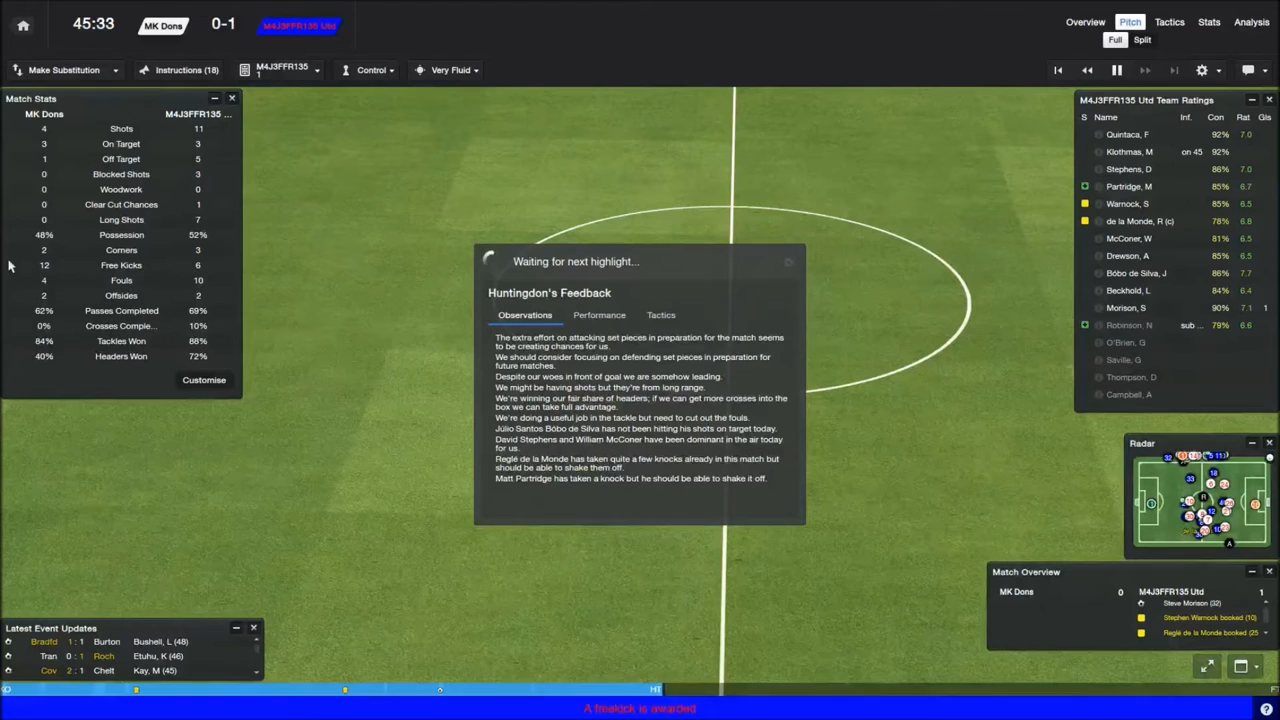 45:33 MK Dons 0-1 M4J3FFR135 Utd
Overview Pitch Tactics Stats Analysis
Full Split
Make Substitution Instructions (18) M4J3FFR135 1 Control Very Fluid
Match Stats
MK Dons M4J3FFR135 ...
4 Shots 11
3 On Target 3
1 Off Target 5
0 Blocked Shots 3
0 Woodwork 0
0 Clear Cut Chances 1
0 Long Shots 7
48% Possession 52%
2 Corners 3
12 Free Kicks 6
4 Fouls 10
2 Offsides 2
62% Passes Completed 69%
0% Crosses Comple... 10%
84% Tackles Won 88%
40% Headers Won 72%
Customise
Waiting for next highlight...
Huntingdon's Feedback
Observations Performance Tactics
The extra effort on attacking set pieces in preparation for the match seems
to be creating chances for us.
We should consider focusing on defending set pieces in preparation for
future matches.
Despite our woes in front of goal we are somehow leading.
We might be having shots but they're from long range.
We're winning our fair share of headers; if we can get more crosses into the
box we can take full advantage.
We're doing a useful job in the tackle but need to cut out the fouls.
Júlio Santos Bóbo de Silva has not been hitting his shots on target today.
David Stephens and William McConer have been dominant in the air today
for us.
Reglé de la Monde has taken quite a few knocks already in this match but
should be able to shake them off.
Matt Partridge has taken a knock but he should be able to shake it off.
M4J3FFR135 Utd Team Ratings
S Name Inf. Con Rat Gls
Quintaca, F 92% 7.0
Klothmas, M on 45 92%
Stephens, D 86% 7.0
Partridge, M 85% 6.7
Warnock, S 85% 6.5
de la Monde, R (c) 78% 6.8
McConer, W 81% 6.5
Drewson, A 85% 6.5
Bóbo de Silva, J 86% 7.7
Beckhold, L 84% 6.4
Morison, S 90% 7.1 1
Robinson, N sub ... 79% 6.6
O'Brien, G
Saville, G
Thompson, D
Campbell, A
Radar
Match Overview
MK Dons 0 M4J3FFR135 Utd 1
Steve Morison (32)
Stephen Warnock booked (10)
Reglé de la Monde booked (25
Latest Event Updates
Bradfd 1 : 1 Burton Bushell, L (48)
Tran 0 : 1 Roch Etuhu, K (46)
Cov 2 : 1 Chelt Kay, M (45)
KO HT
A freekick is awarded